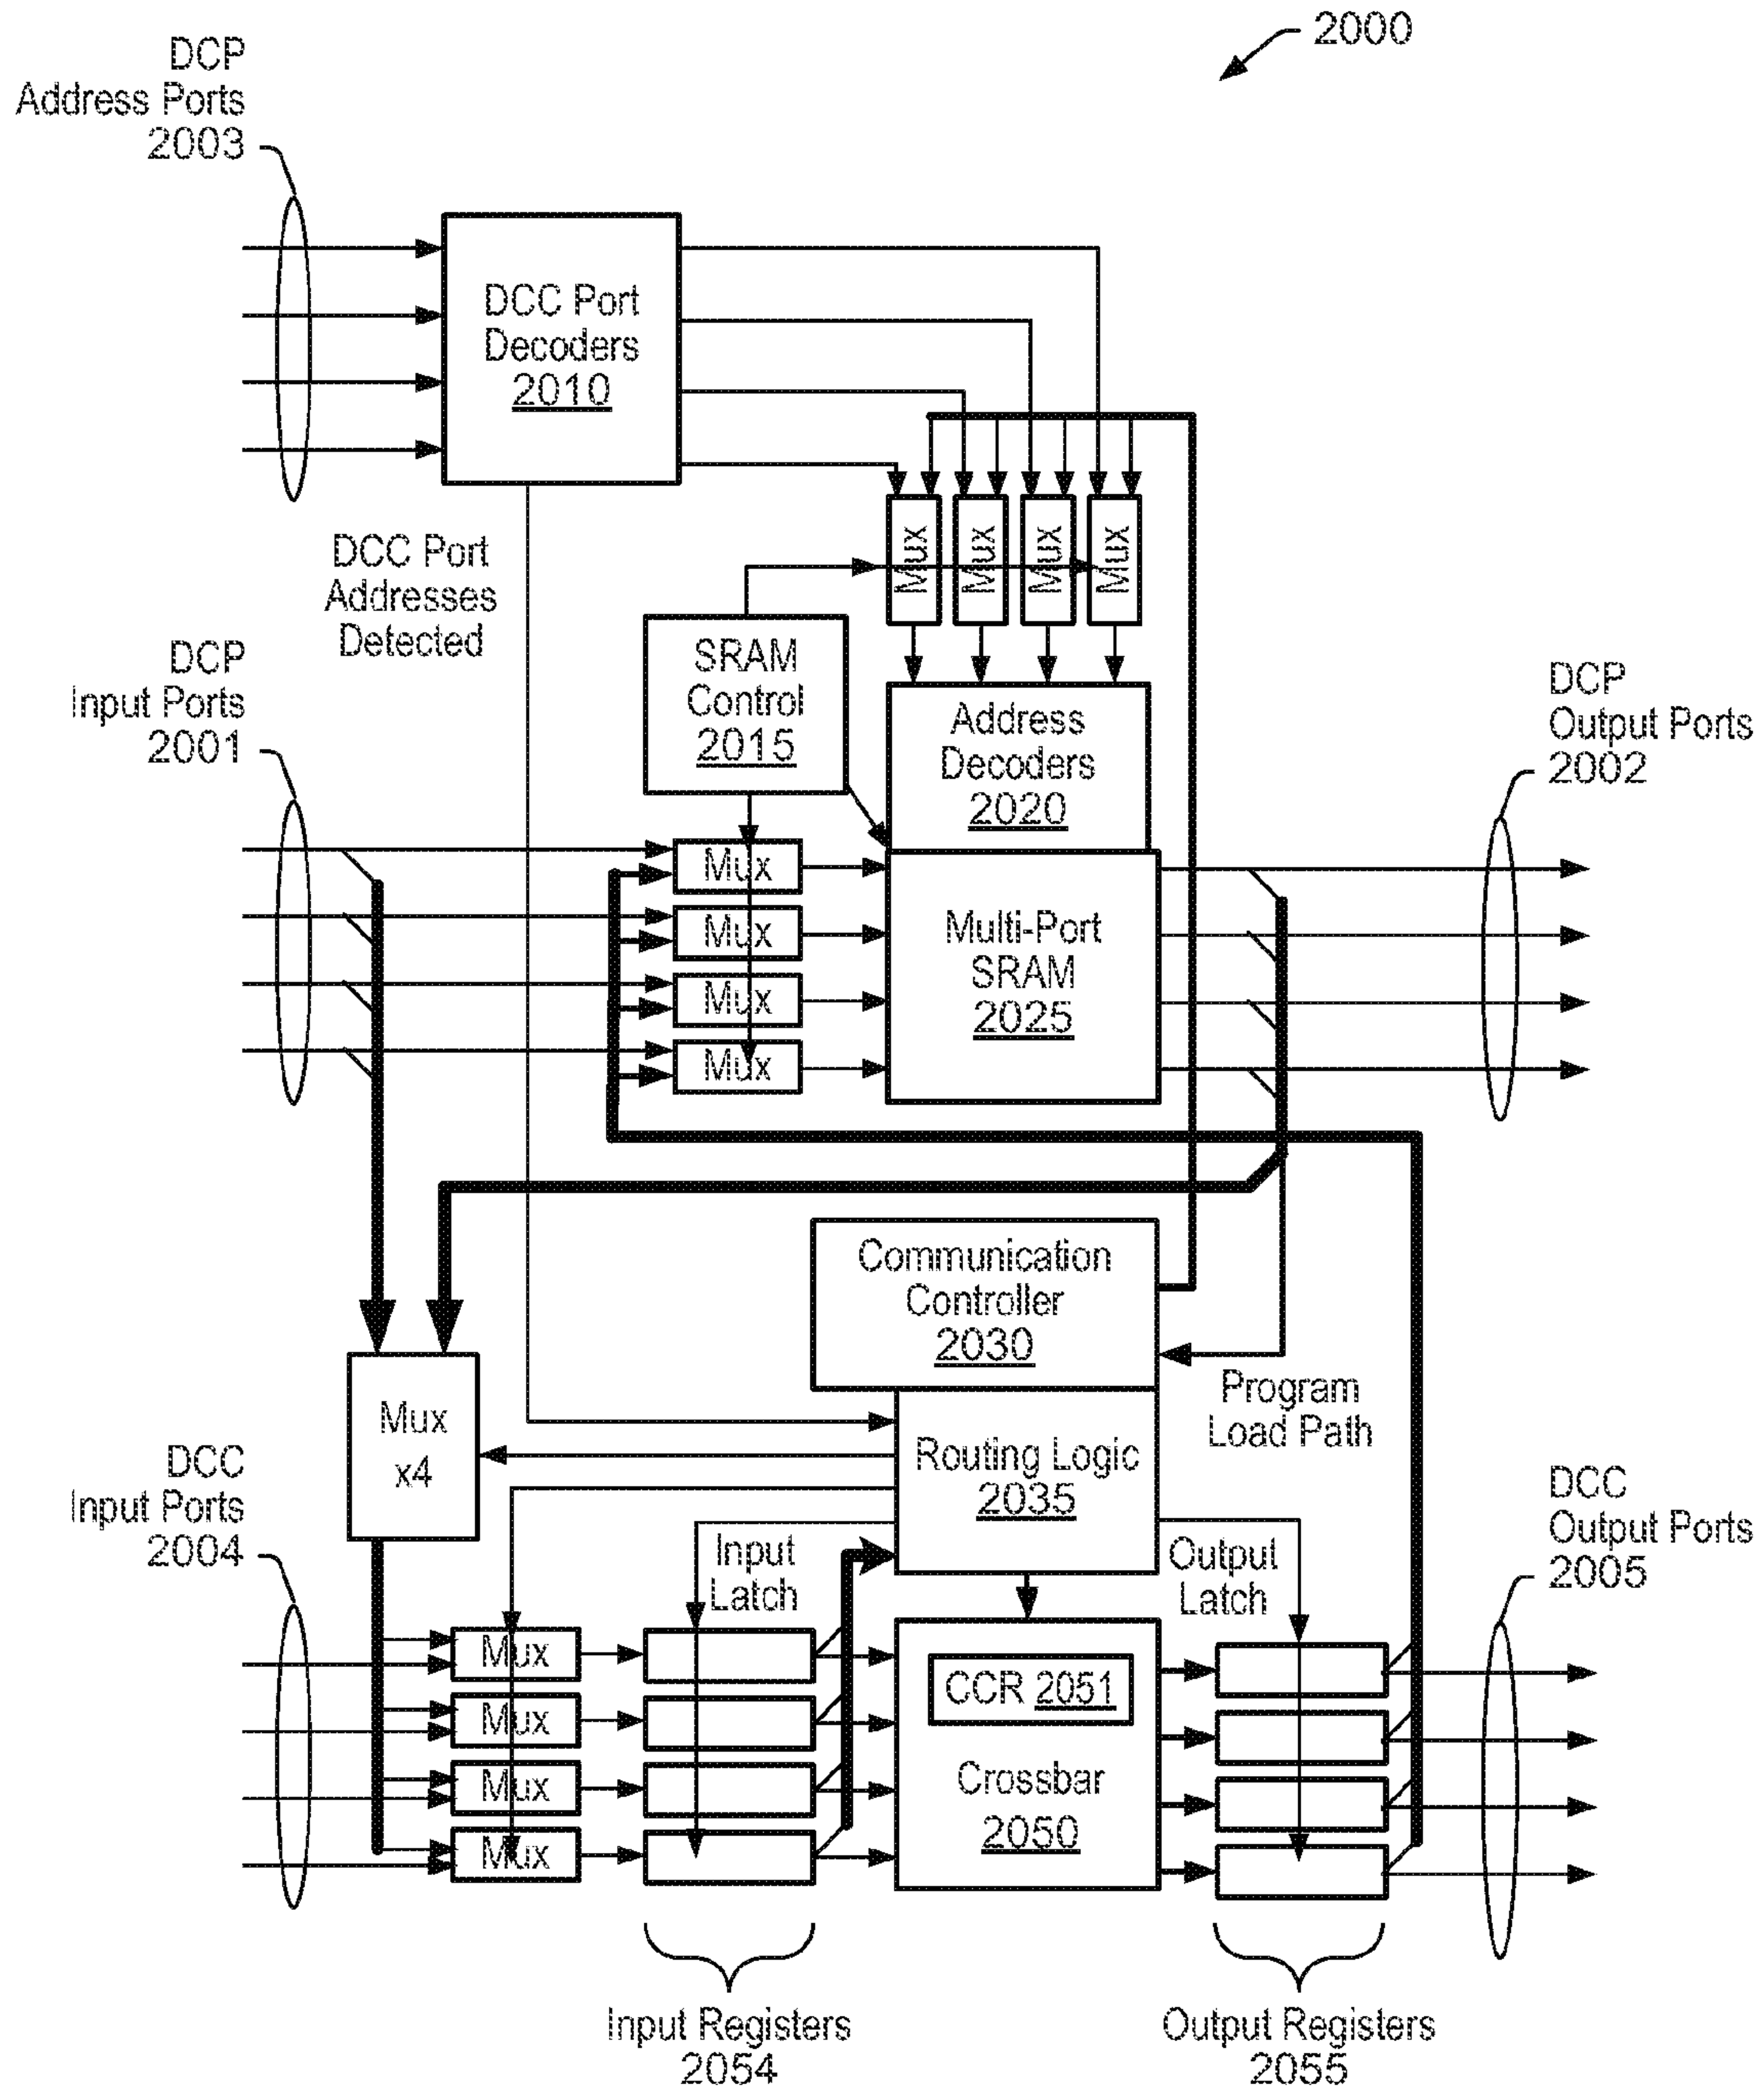 2000
DCP
Address Ports
2003
DCC Port
Decoders
2010
Mux
Mux
Mux
Mux
DCC Port
Addresses
Detected
SRAM
Control
2015
Address
Decoders
2020
DCP
Input Ports
2001
DCP
Output Ports
2002
Mux
Mux
Mux
Mux
Multi-Port
SRAM
2025
Communication
Controller
2030
Program
Load Path
Mux
x4
Routing Logic
2035
DCC
Input Ports
2004
Input
Latch
Output
Latch
DCC
Output Ports
2005
Mux
Mux
Mux
Mux
CCR 2051
Crossbar
2050
Input Registers
2054
Output Registers
2055